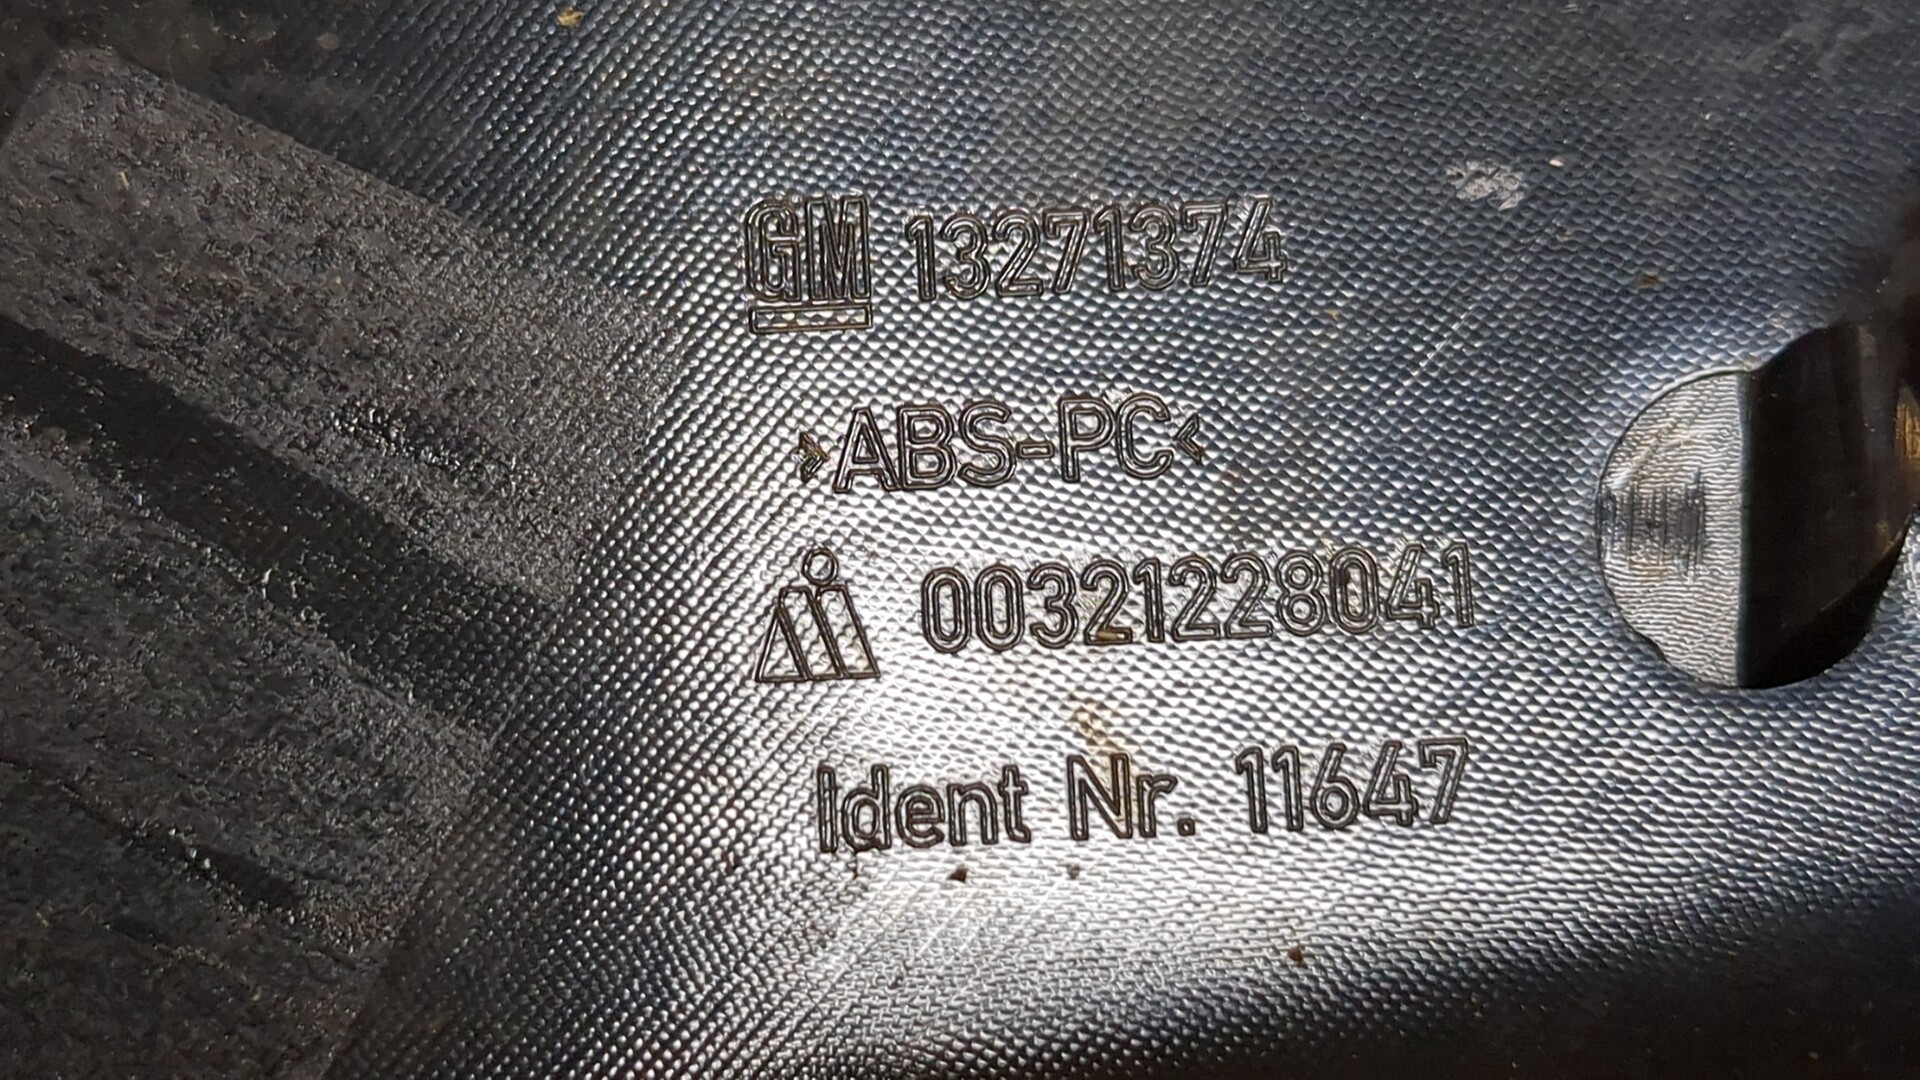 GM 13271374
>ABS-PC<
00321228041
Ident Nr. 11647